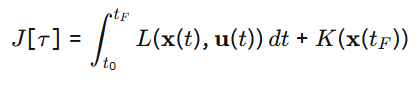 J[τ] = ∫_{t_0}^{t_F} L(𝐱(t), 𝐮(t)) dt + K(𝐱(t_F))